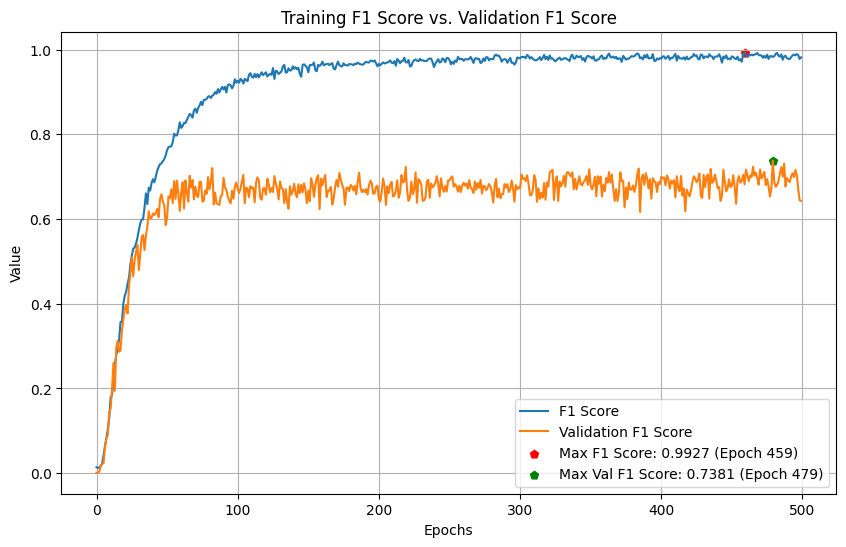 Training F1 Score vs. Validation F1 Score
Value
1.0
0.8
0.6
0.4
0.2
0.0
0 100 200 300 400 500
Epochs
F1 Score
Validation F1 Score
Max F1 Score: 0.9927 (Epoch 459)
Max Val F1 Score: 0.7381 (Epoch 479)